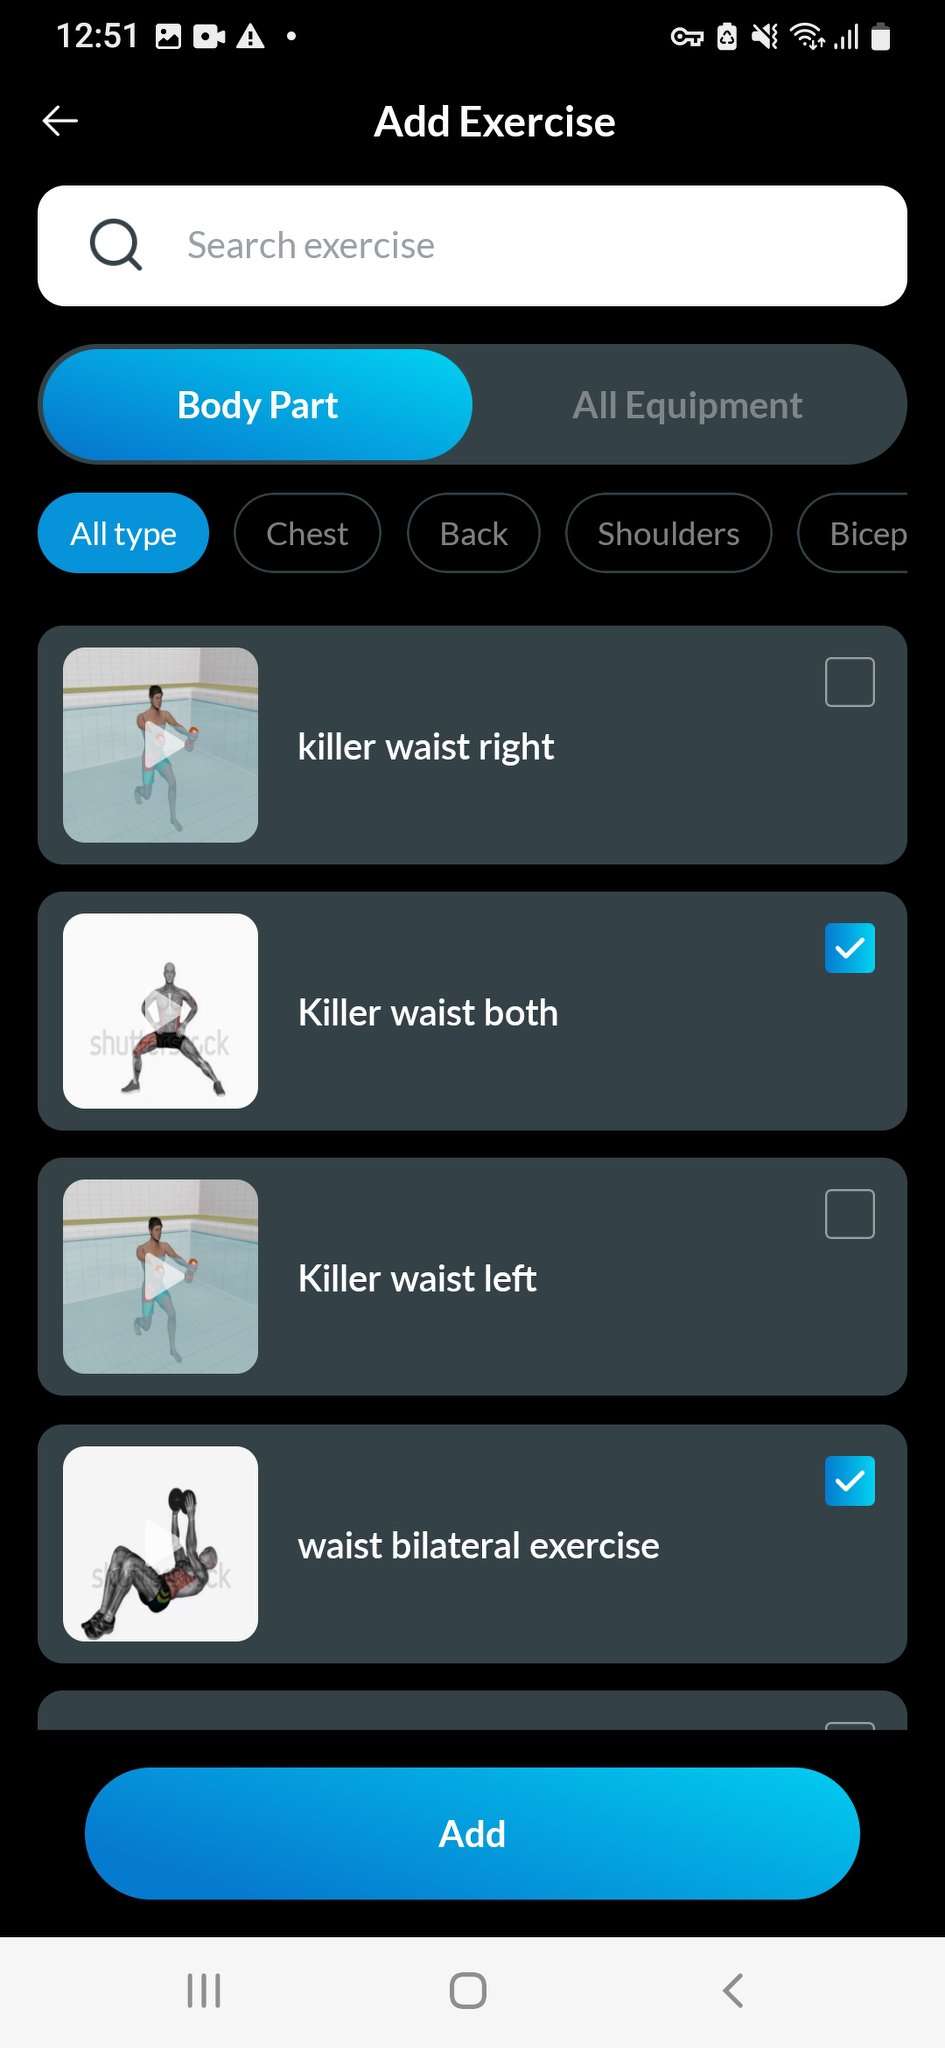 12:51
Add Exercise
Search exercise
Body Part
All Equipment
All type
Chest
Back
Shoulders
Bicep
killer waist right
shutterstock
Killer waist both
Killer waist left
waist bilateral exercise
Add